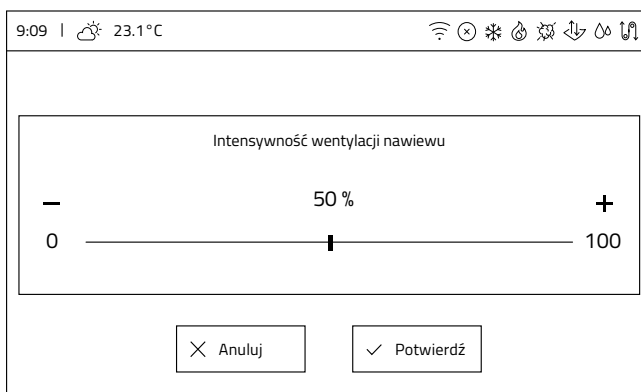 9:09 | 23.1°C
Intensywność wentylacji nawiewu
50 %
0 100
Anuluj
Potwierdź